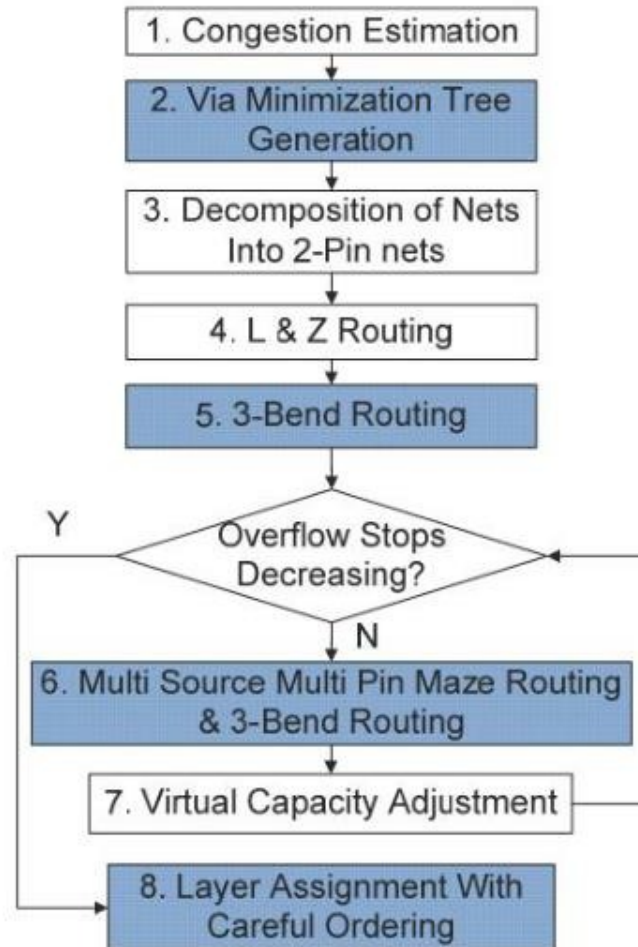 1. Congestion Estimation
2. Via Minimization Tree
Generation
3. Decomposition of Nets
Into 2-Pin nets
4. L & Z Routing
5. 3-Bend Routing
Y
Overflow Stops
Decreasing?
N
6. Multi Source Multi Pin Maze Routing
& 3-Bend Routing
7. Virtual Capacity Adjustment
8. Layer Assignment With
Careful Ordering